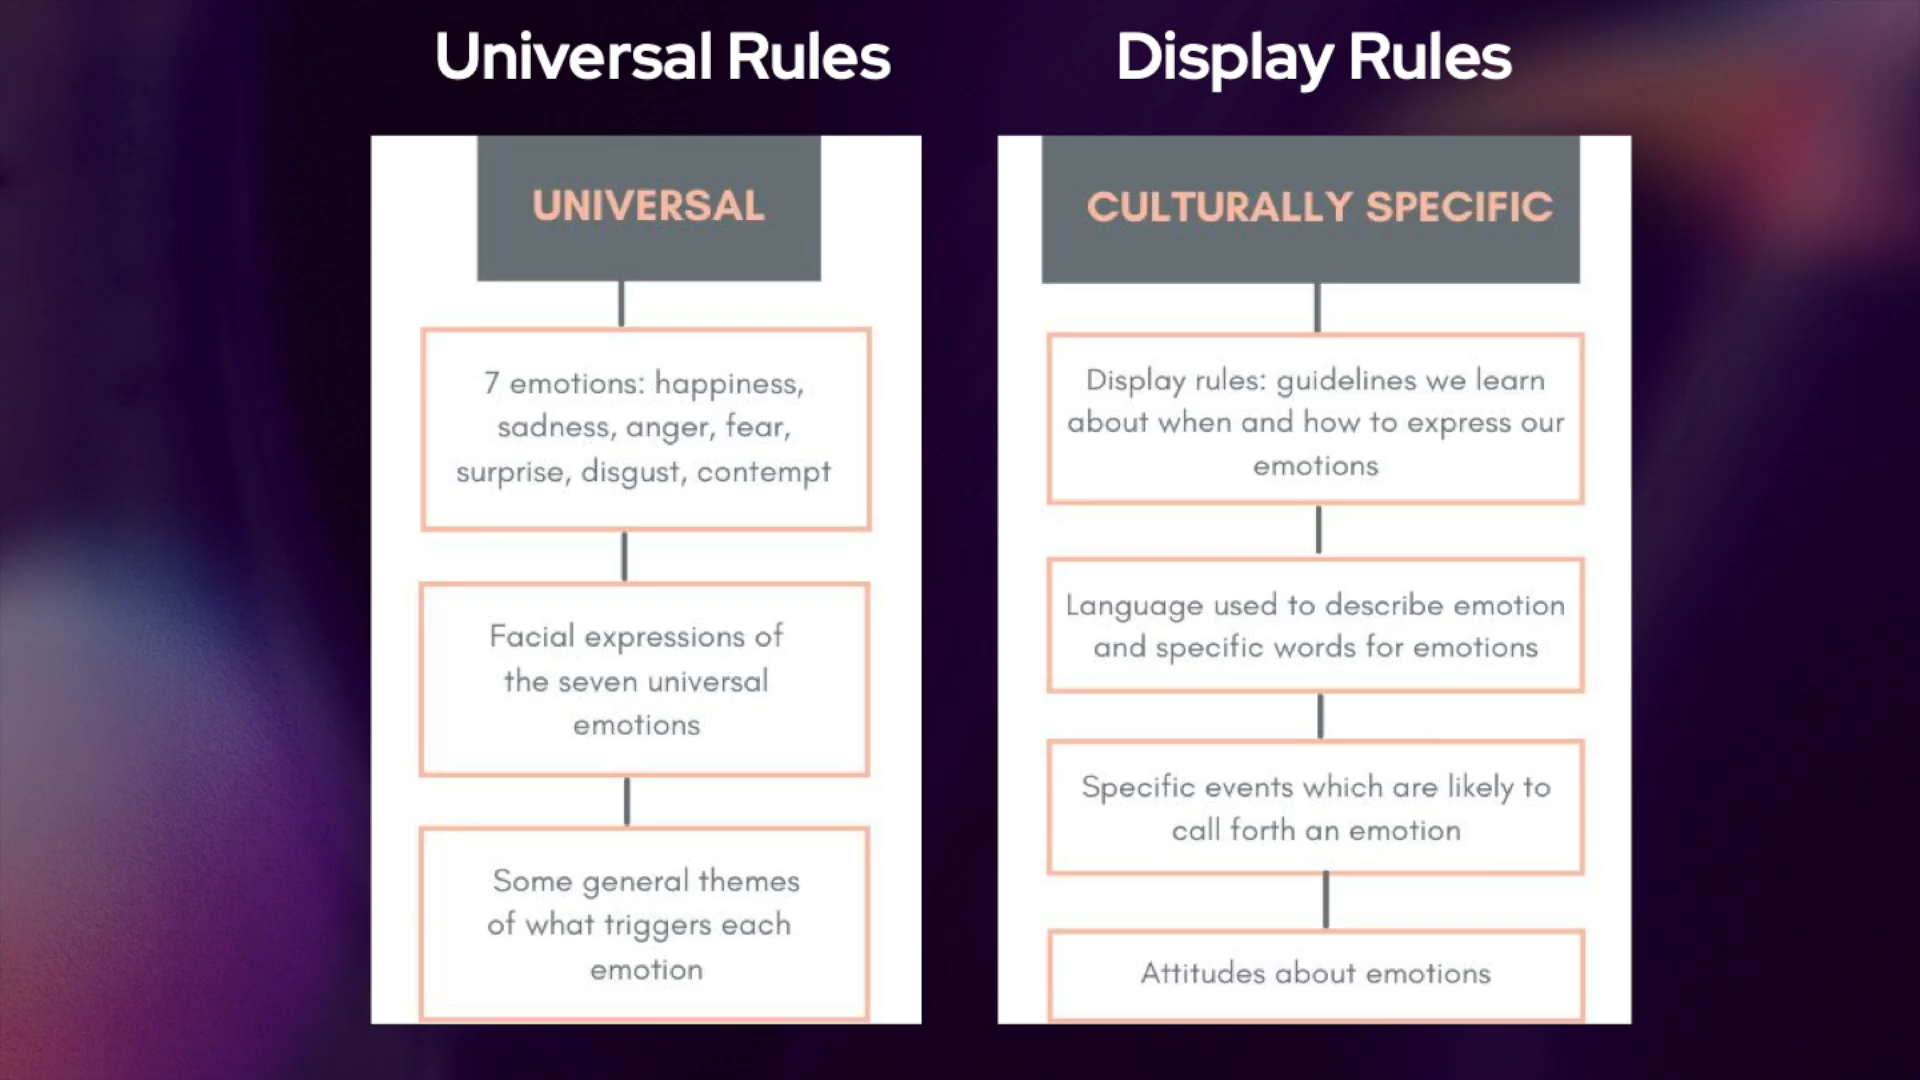 Universal Rules
UNIVERSAL
7 emotions: happiness,
sadness, anger, fear,
surprise, disgust, contempt
Facial expressions of
the seven universal
emotions
Some general themes
of what triggers each
emotion
Display Rules
CULTURALLY SPECIFIC
Display rules: guidelines we learn
about when and how to express our
emotions
Language used to describe emotion
and specific words for emotions
Specific events which are likely to
call forth an emotion
Attitudes about emotions